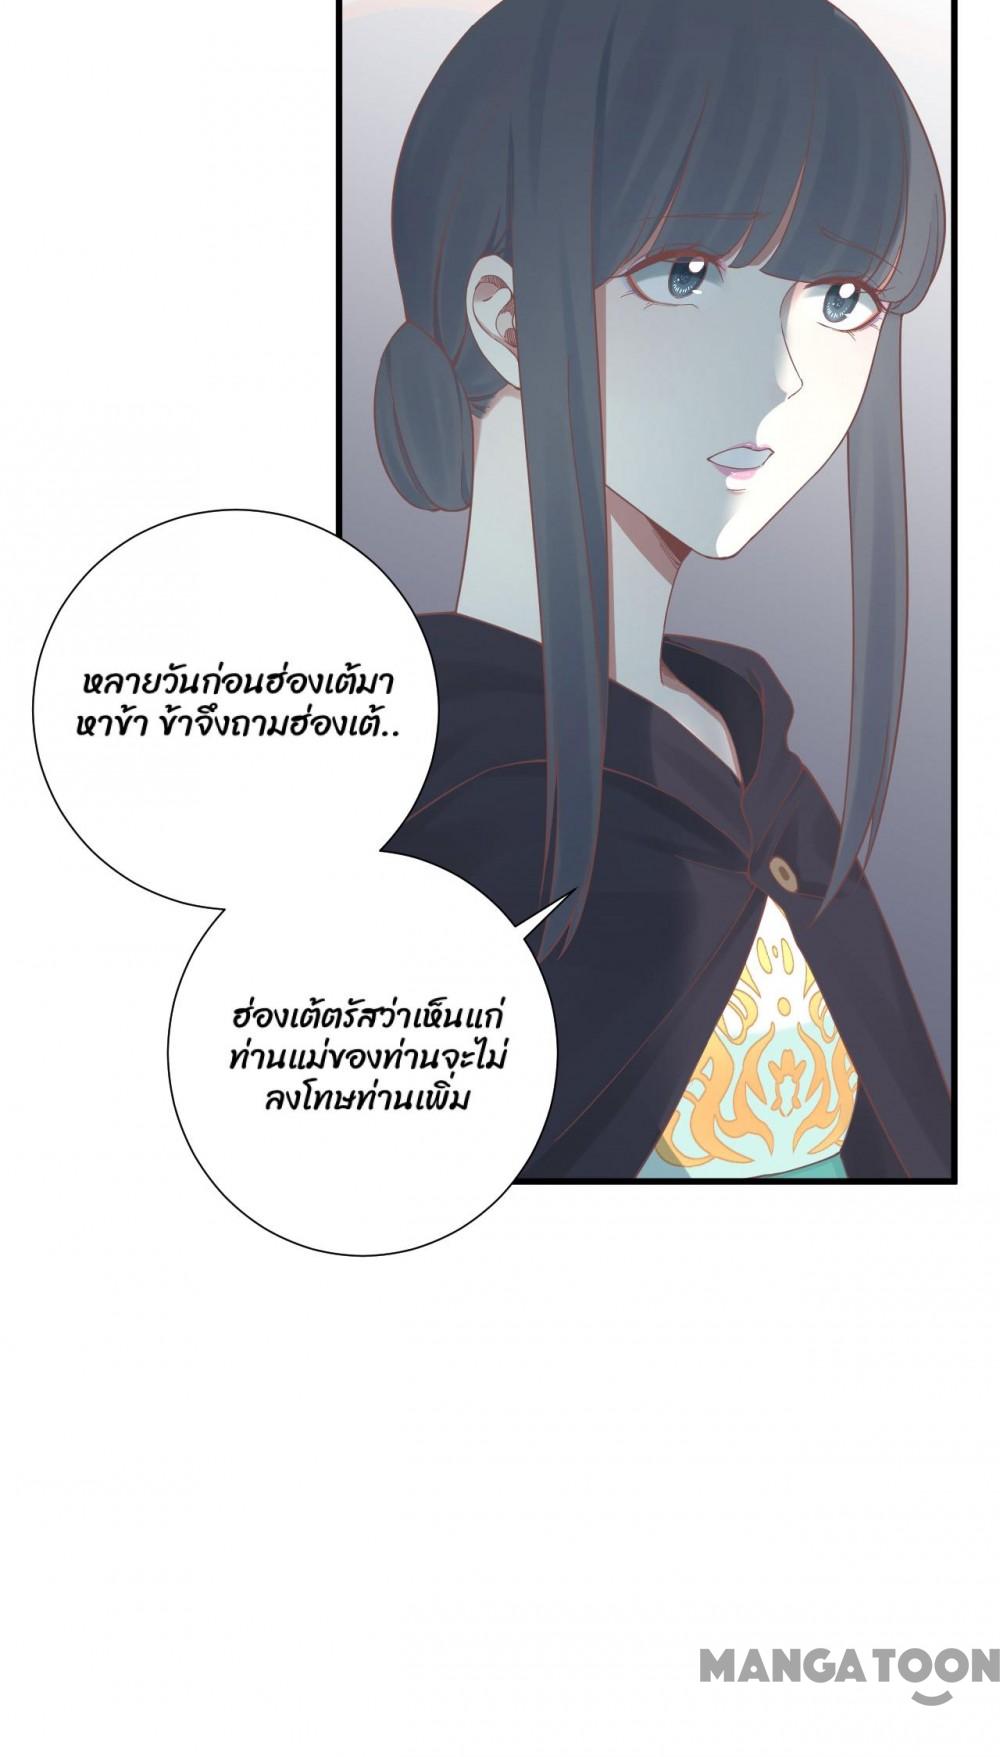 หลายวันก่อนฮ่องเต้มา
หาข้า ข้าจึงถามฮ่องเต้..
ฮ่องเต้ตรัสว่าเห็นแก่
ท่านแม่ของท่านจะไม่
ลงโทษท่านเพิ่ม
MANGA TOON